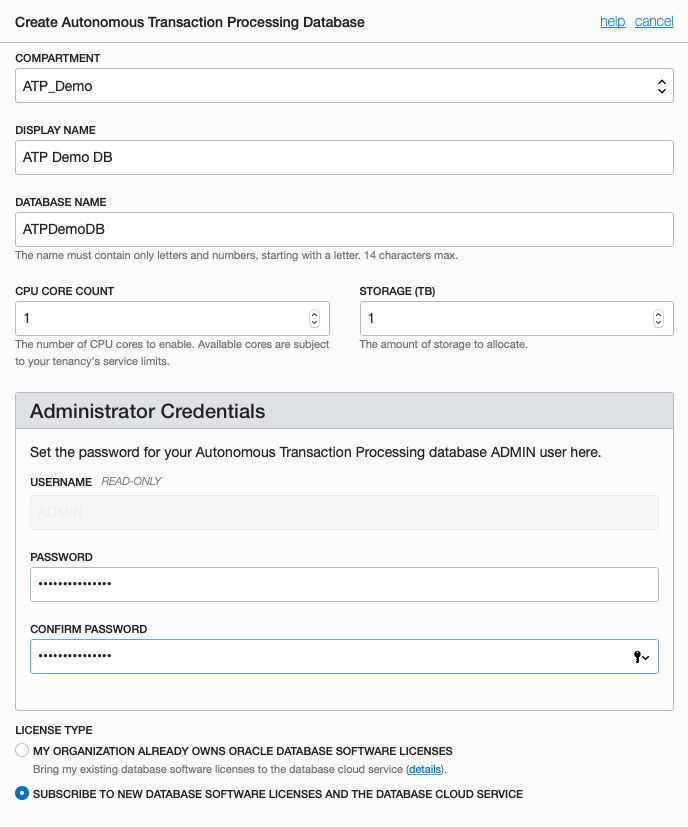 Create Autonomous Transaction Processing Database help cancel
COMPARTMENT
ATP_Demo
DISPLAY NAME
ATP Demo DB
DATABASE NAME
ATPDemoDB
The name must contain only letters and numbers, starting with a letter. 14 characters max.
CPU CORE COUNT STORAGE (TB)
1 1
The number of CPU cores to enable. Available cores are subject The amount of storage to allocate.
to your tenancy's service limits.
Administrator Credentials
Set the password for your Autonomous Transaction Processing database ADMIN user here.
USERNAME READ-ONLY
ADMIN
PASSWORD
•••••••••••••••
CONFIRM PASSWORD
•••••••••••••••
LICENSE TYPE
MY ORGANIZATION ALREADY OWNS ORACLE DATABASE SOFTWARE LICENSES
Bring my existing database software licenses to the database cloud service (details).
SUBSCRIBE TO NEW DATABASE SOFTWARE LICENSES AND THE DATABASE CLOUD SERVICE